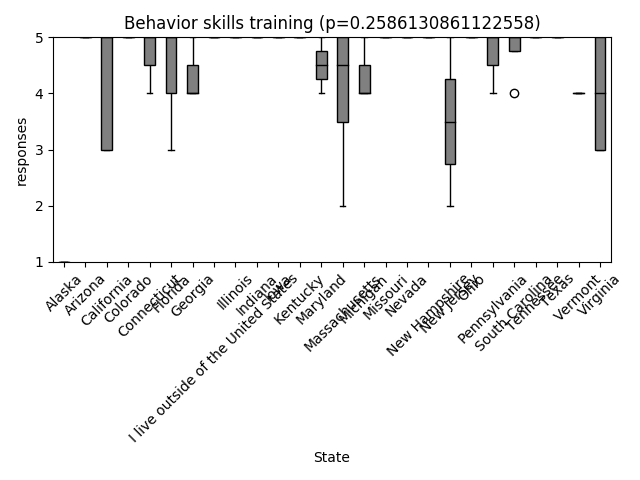 Behavior skills training (p=0.2586130861122558)
responses
5
4
3
2
1
Alaska
Arizona
California
Colorado
Connecticut
Florida
Georgia
I live outside of the United States
Illinois
Indiana
Iowa
Kentucky
Maryland
Massachusetts
Michigan
Missouri
Nevada
New Hampshire
New Jersey
Ohio
Pennsylvania
South Carolina
Tennessee
Texas
Vermont
Virginia
State